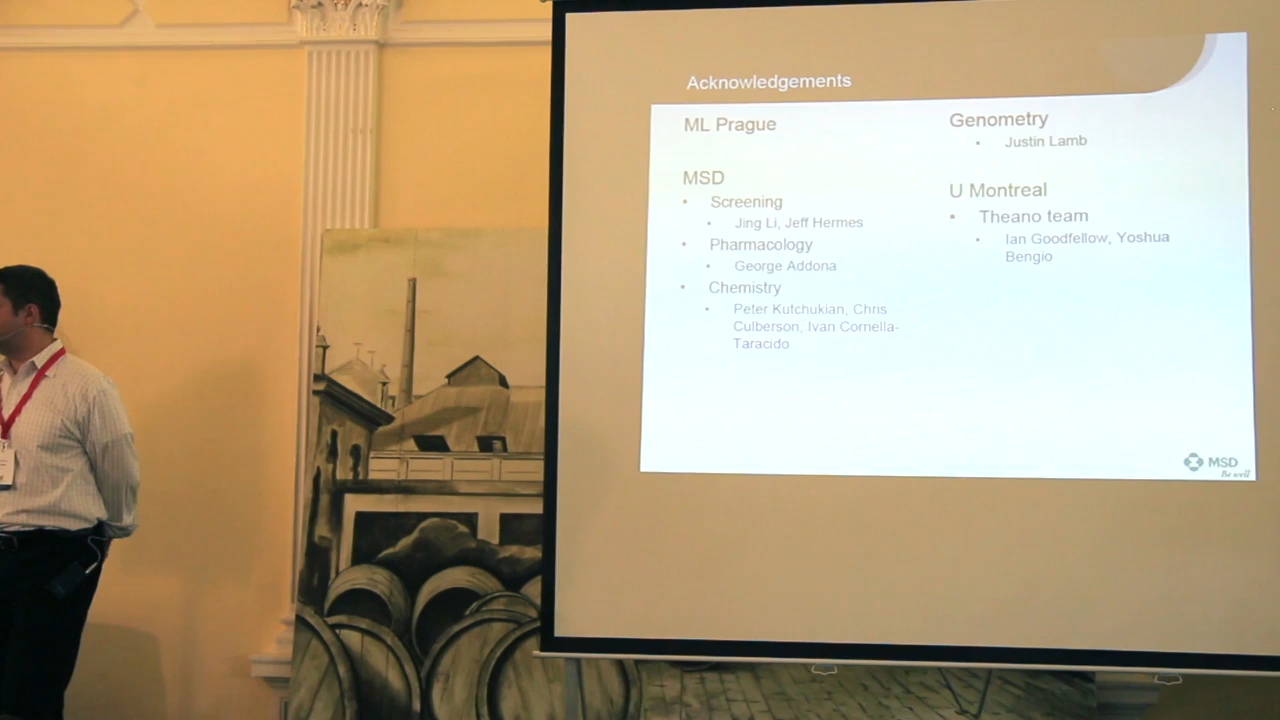 Acknowledgements
ML Prague
MSD
• Screening
• Jing Li, Jeff Hermes
• Pharmacology
• George Addona
• Chemistry
• Peter Kutchukian, Chris
Culberson, Ivan Cornella-
Taracido
Genometry
• Justin Lamb
U Montreal
• Theano team
• Ian Goodfellow, Yoshua
Bengio
MSD
Be well